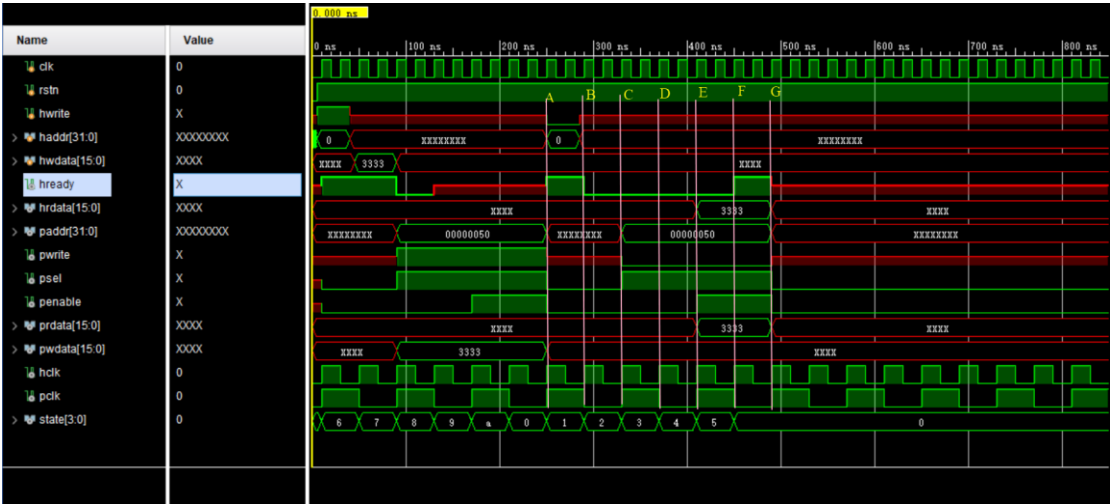 0.000 ns
Name Value
0 ns 100 ns 200 ns 300 ns 400 ns 500 ns 600 ns 700 ns 800 ns
clk 0
rstn 0 A B C D E F G
hwrite X
haddr[31:0] XXXXXXXX 0 XXXXXXXX 0 XXXXXXXX
hwdata[15:0] XXXX XXXX 3333 XXXX
hready X
hrdata[15:0] XXXX XXXX 3333 XXXX
paddr[31:0] XXXXXXXX XXXXXXXX 00000050 XXXXXXXX 00000050 XXXXXXXX
pwrite X
psel X
penable X
prdata[15:0] XXXX XXXX 3333 XXXX
pwdata[15:0] XXXX XXXX 3333 XXXX
hclk 0
pclk 0
state[3:0] 0 6 7 8 9 a 0 1 2 3 4 5 0